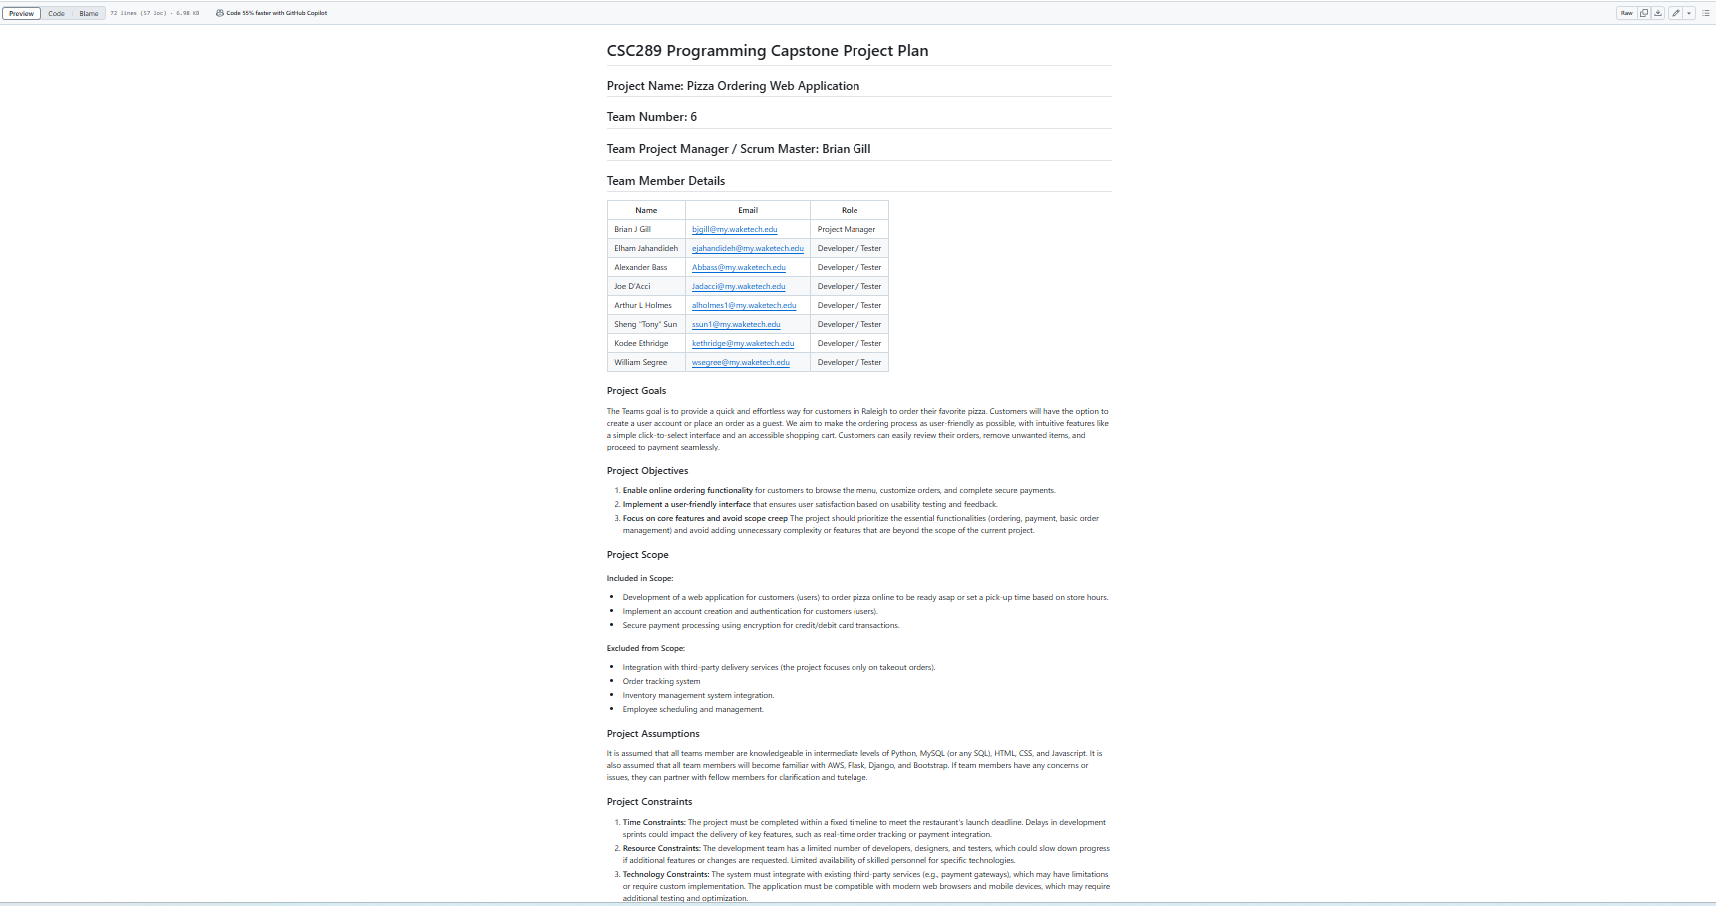 Preview Code Blame 72 lines (57 loc) · 6.98 KB Code 55% faster with GitHub Copilot Raw
CSC289 Programming Capstone Project Plan
Project Name: Pizza Ordering Web Application
Team Number: 6
Team Project Manager / Scrum Master: Brian Gill
Team Member Details
Name Email Role
Brian J Gill bjgill@my.waketech.edu Project Manager
Elham Jahandideh ejahandideh@my.waketech.edu Developer / Tester
Alexander Bass Abbass@my.waketech.edu Developer / Tester
Joe D'Acci Jadacci@my.waketech.edu Developer / Tester
Arthur L Holmes alholmes1@my.waketech.edu Developer / Tester
Sheng "Tony" Sun ssun1@my.waketech.edu Developer / Tester
Kodee Ethridge kethridge@my.waketech.edu Developer / Tester
William Segree wsegree@my.waketech.edu Developer / Tester
Project Goals
The Teams goal is to provide a quick and effortless way for customers in Raleigh to order their favorite pizza. Customers will have the option to
create a user account or place an order as a guest. We aim to make the ordering process as user-friendly as possible, with intuitive features like
a simple click-to-select interface and an accessible shopping cart. Customers can easily review their orders, remove unwanted items, and
proceed to payment seamlessly.
Project Objectives
1. Enable online ordering functionality for customers to browse the menu, customize orders, and complete secure payments.
2. Implement a user-friendly interface that ensures user satisfaction based on usability testing and feedback.
3. Focus on core features and avoid scope creep The project should prioritize the essential functionalities (ordering, payment, basic order
management) and avoid adding unnecessary complexity or features that are beyond the scope of the current project.
Project Scope
Included in Scope:
• Development of a web application for customers (users) to order pizza online to be ready asap or set a pick-up time based on store hours.
• Implement an account creation and authentication for customers (users).
• Secure payment processing using encryption for credit/debit card transactions.
Excluded from Scope:
• Integration with third-party delivery services (the project focuses only on takeout orders).
• Order tracking system
• Inventory management system integration.
• Employee scheduling and management.
Project Assumptions
It is assumed that all teams member are knowledgeable in intermediate levels of Python, MySQL (or any SQL), HTML, CSS, and Javascript. It is
also assumed that all team members will become familiar with AWS, Flask, Django, and Bootstrap. If team members have any concerns or
issues, they can partner with fellow members for clarification and tutelage.
Project Constraints
1. Time Constraints: The project must be completed within a fixed timeline to meet the restaurant's launch deadline. Delays in development
sprints could impact the delivery of key features, such as real-time order tracking or payment integration.
2. Resource Constraints: The development team has a limited number of developers, designers, and testers, which could slow down progress
if additional features or changes are requested. Limited availability of skilled personnel for specific technologies.
3. Technology Constraints: The system must integrate with existing third-party services (e.g., payment gateways), which may have limitations
or require custom implementation. The application must be compatible with modern web browsers and mobile devices, which may require
additional testing and optimization.